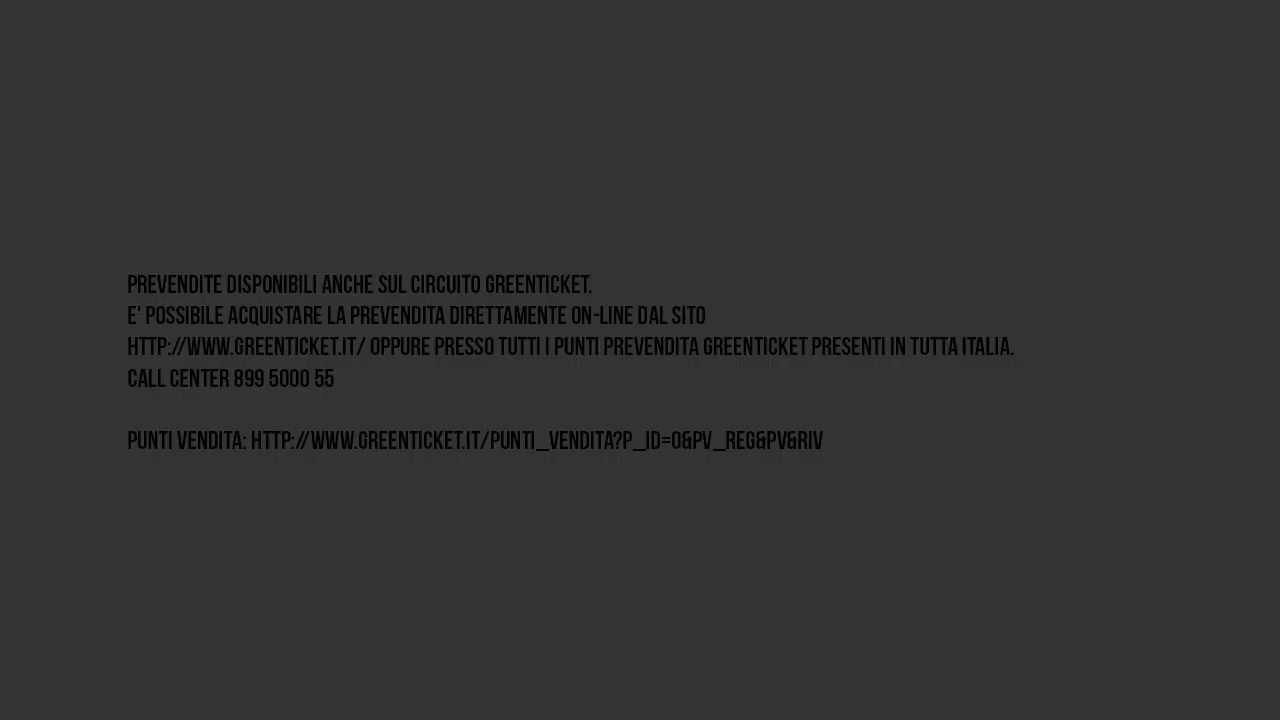 PREVENDITE DISPONIBILI ANCHE SUL CIRCUITO GREENTICKET.
E' POSSIBILE ACQUISTARE LA PREVENDITA DIRETTAMENTE ON-LINE DAL SITO
HTTP://WWW.GREENTICKET.IT/ OPPURE PRESSO TUTTI I PUNTI PREVENDITA GREENTICKET PRESENTI IN TUTTA ITALIA.
CALL CENTER 899 5000 55
PUNTI VENDITA: HTTP://WWW.GREENTICKET.IT/PUNTI_VENDITA?P_ID=0&PV_REG&PV&RIV